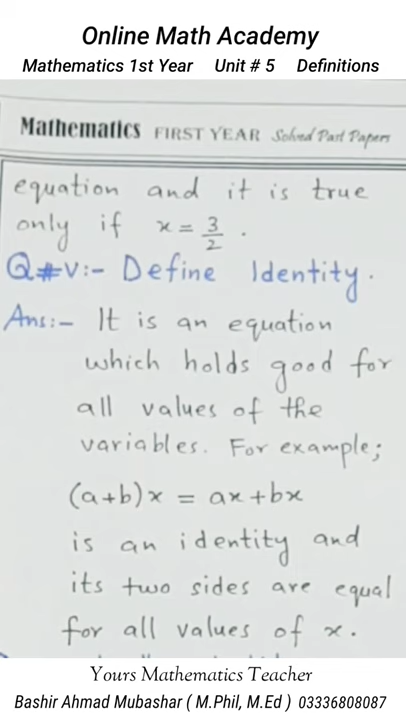 Online Math Academy
Mathematics 1st Year Unit # 5 Definitions
Mathematics FIRST YEAR Solved Past Papers
equation and it is true
only if x = 3/2 .
Q#V:- Define Identity.
Ans:- It is an equation
which holds good for
all values of the
variables. For example;
(a+b)x = ax+bx
is an identity and
its two sides are equal
for all values of x.
Yours Mathematics Teacher
Bashir Ahmad Mubashar ( M.Phil, M.Ed ) 03336808087